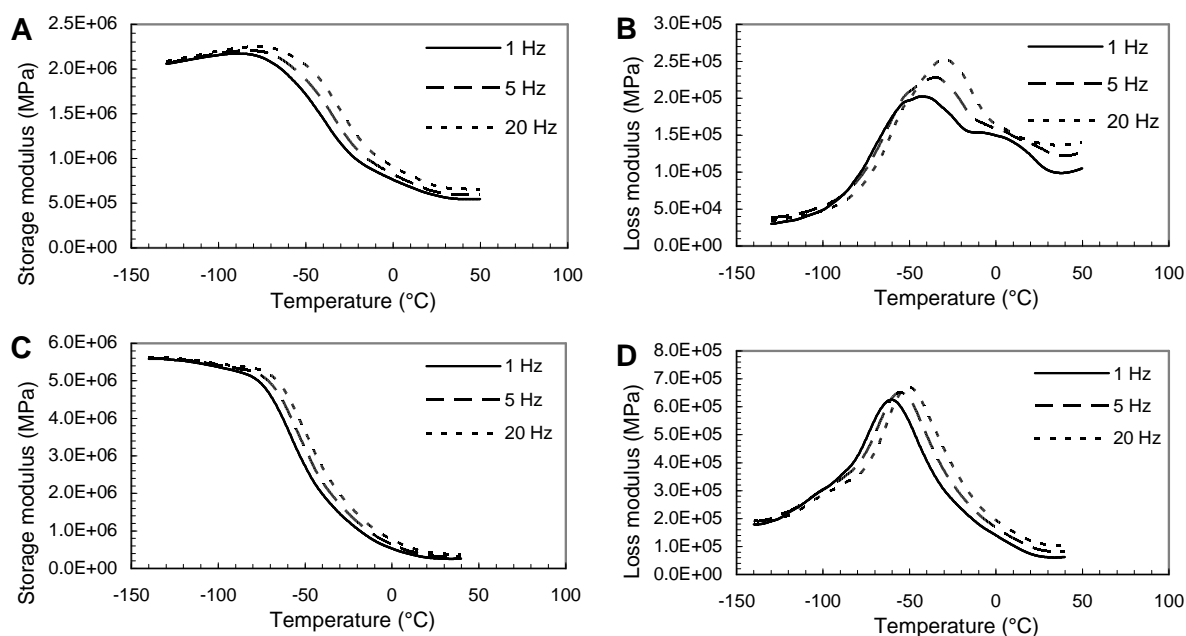 A
Storage modulus (MPa)
2.5E+06
2.0E+06
1.5E+06
1.0E+06
5.0E+05
0.0E+00
1 Hz
5 Hz
20 Hz
-150
-100
-50
0
50
100
Temperature (°C)
B
Loss modulus (MPa)
3.0E+05
2.5E+05
2.0E+05
1.5E+05
1.0E+05
5.0E+04
0.0E+00
1 Hz
5 Hz
20 Hz
-150
-100
-50
0
50
100
Temperature (°C)
C
Storage modulus (MPa)
6.0E+06
5.0E+06
4.0E+06
3.0E+06
2.0E+06
1.0E+06
0.0E+00
1 Hz
5 Hz
20 Hz
-150
-100
-50
0
50
100
Temperature (°C)
D
Loss modulus (MPa)
8.0E+05
7.0E+05
6.0E+05
5.0E+05
4.0E+05
3.0E+05
2.0E+05
1.0E+05
0.0E+00
1 Hz
5 Hz
20 Hz
-150
-100
-50
0
50
100
Temperature (°C)